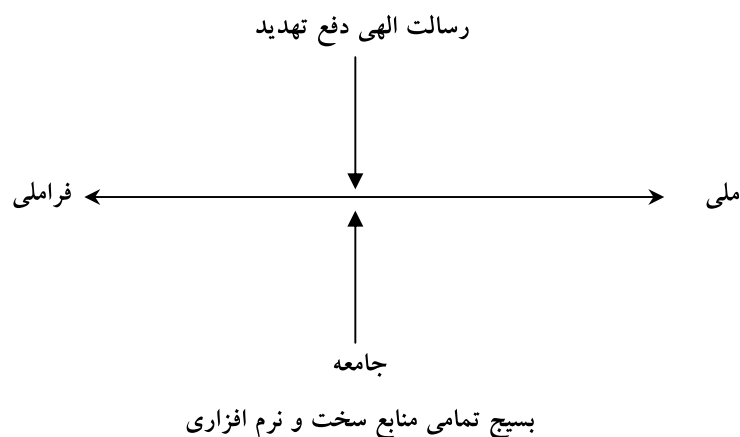 رسالت الهی دفع تهدید
ملی
فراملی
جامعه
بسیج تمامی منابع سخت و نرم افزاری